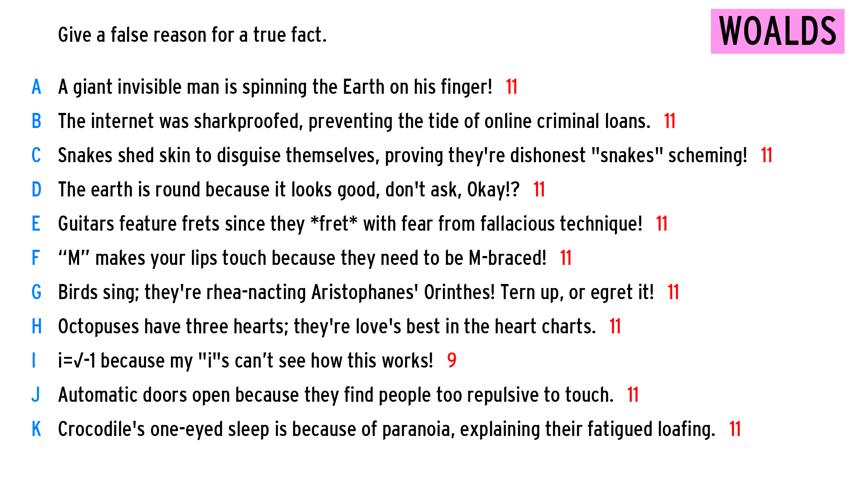 Give a false reason for a true fact.
WOALDS
A A giant invisible man is spinning the Earth on his finger! 11
B The internet was sharkproofed, preventing the tide of online criminal loans. 11
C Snakes shed skin to disguise themselves, proving they're dishonest "snakes" scheming! 11
D The earth is round because it looks good, don't ask, Okay!? 11
E Guitars feature frets since they *fret* with fear from fallacious technique! 11
F “M” makes your lips touch because they need to be M-braced! 11
G Birds sing; they're rhea-nacting Aristophanes' Orinthes! Tern up, or egret it! 11
H Octopuses have three hearts; they're love's best in the heart charts. 11
I i=√-1 because my "i"s can’t see how this works! 9
J Automatic doors open because they find people too repulsive to touch. 11
K Crocodile's one-eyed sleep is because of paranoia, explaining their fatigued loafing. 11